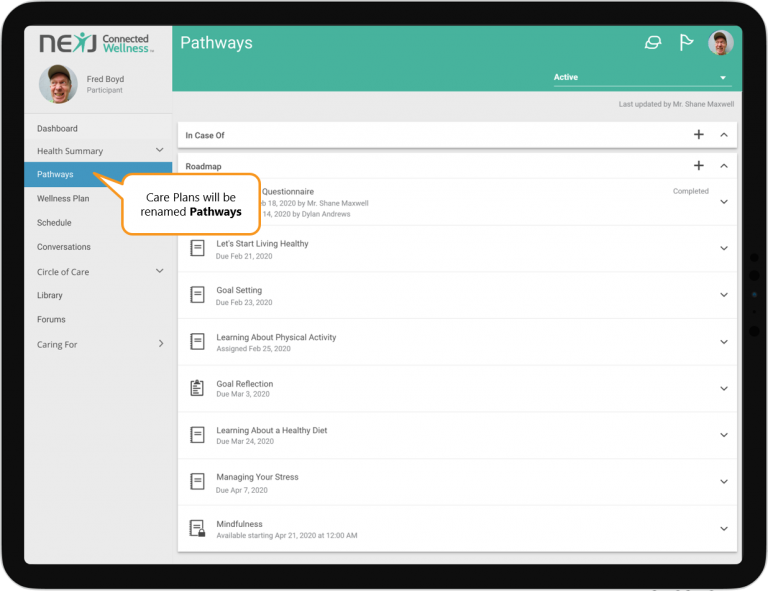 NEXJ Connected Wellness™
Pathways
Fred Boyd
Participant
Active
Last updated by Mr. Shane Maxwell
Dashboard
Health Summary
Pathways
Wellness Plan
Schedule
Conversations
Circle of Care
Library
Forums
Caring For
Care Plans will be
renamed Pathways
In Case Of
Roadmap
Questionnaire
Completed
b 18, 2020 by Mr. Shane Maxwell
14, 2020 by Dylan Andrews
Let's Start Living Healthy
Due Feb 21, 2020
Goal Setting
Due Feb 23, 2020
Learning About Physical Activity
Assigned Feb 25, 2020
Goal Reflection
Due Mar 3, 2020
Learning About a Healthy Diet
Due Mar 24, 2020
Managing Your Stress
Due Apr 7, 2020
Mindfulness
Available starting Apr 21, 2020 at 12:00 AM